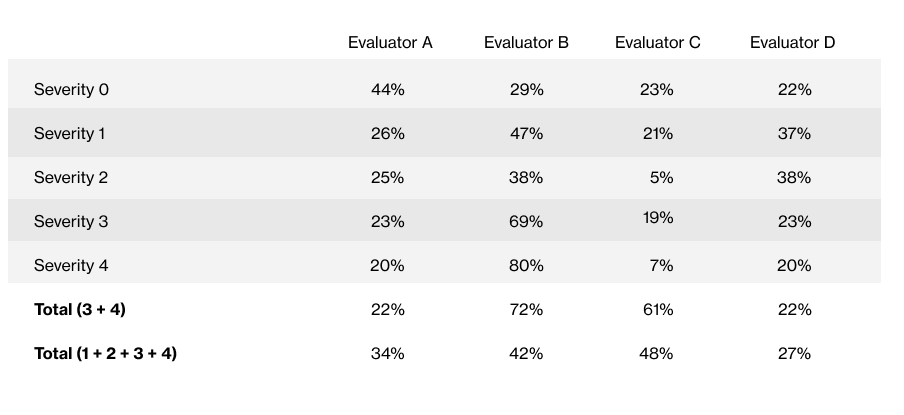 Evaluator A Evaluator B Evaluator C Evaluator D
Severity 0 44% 29% 23% 22%
Severity 1 26% 47% 21% 37%
Severity 2 25% 38% 5% 38%
Severity 3 23% 69% 19% 23%
Severity 4 20% 80% 7% 20%
Total (3 + 4) 22% 72% 61% 22%
Total (1 + 2 + 3 + 4) 34% 42% 48% 27%